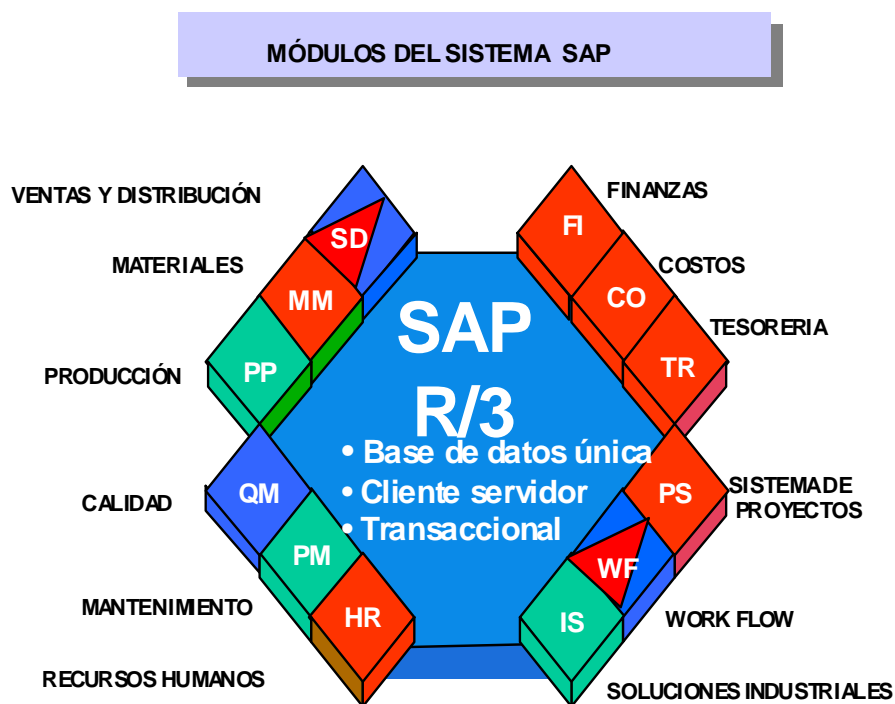 MÓDULOS DEL SISTEMA SAP
VENTAS Y DISTRIBUCIÓN
SD
MATERIALES
MM
PRODUCCIÓN
PP
CALIDAD
QM
MANTENIMIENTO
PM
RECURSOS HUMANOS
HR
SAP
R/3
• Base de datos única
• Cliente servidor
• Transaccional
FINANZAS
FI
COSTOS
CO
TESORERIA
TR
SISTEMA DE
PROYECTOS
PS
WORK FLOW
WF
SOLUCIONES INDUSTRIALES
IS